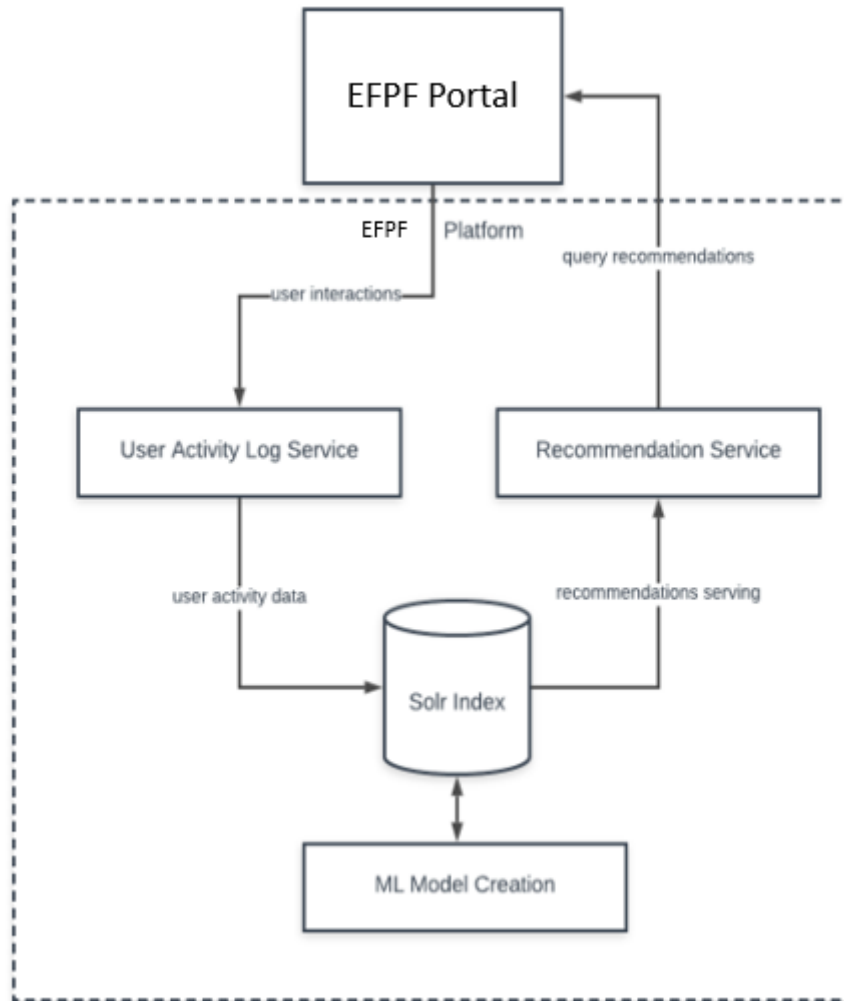 EFPF Portal
EFPF Platform
query recommendations
user interactions
User Activity Log Service
Recommendation Service
user activity data
recommendations serving
Solr Index
ML Model Creation